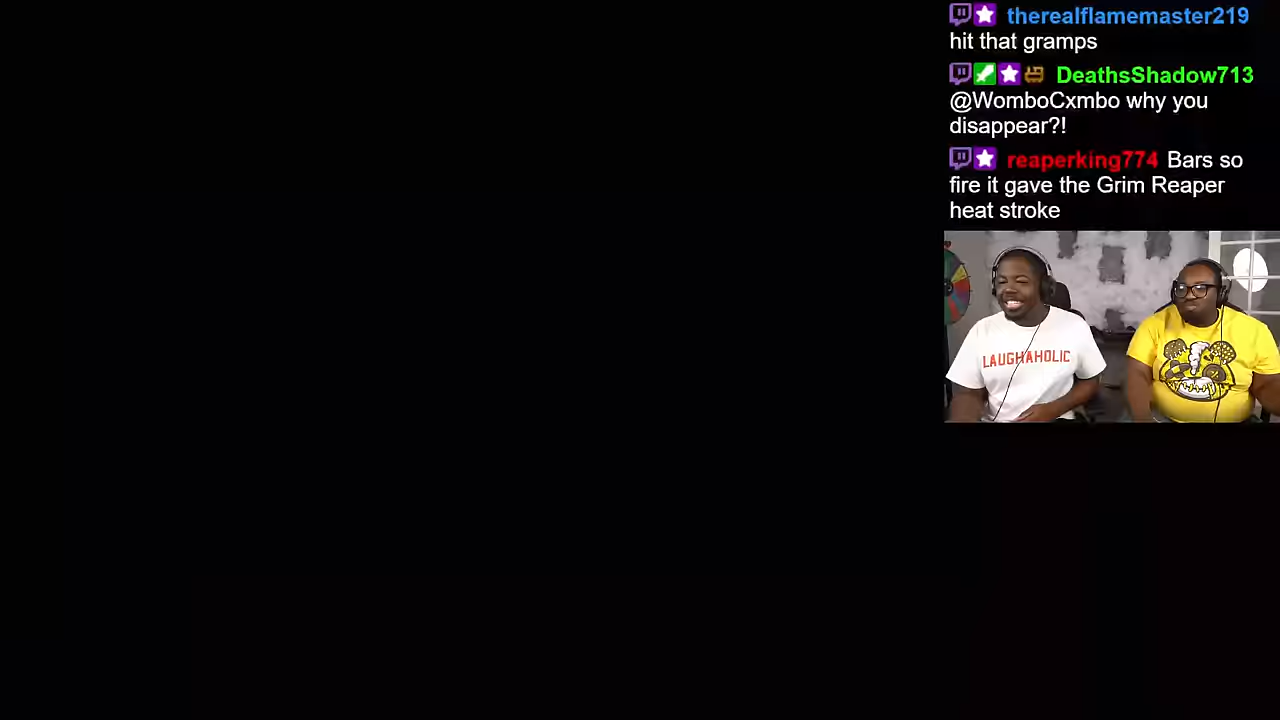 therealflamemaster219
hit that gramps
DeathsShadow713
@WomboCxmbo why you
disappear?!
reaperking774 Bars so
fire it gave the Grim Reaper
heat stroke
LAUGHAHOLIC